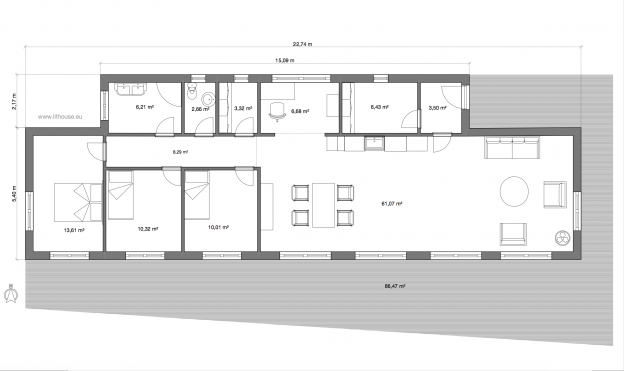 22,74 m
15,09 m
2,17 m
6,21 m²
2,66 m²
3,32 m²
6,68 m²
6,43 m²
3,50 m²
www.lithouse.eu
8,29 m²
5,40 m
61,07 m²
13,61 m²
10,32 m²
10,01 m²
86,47 m²
N